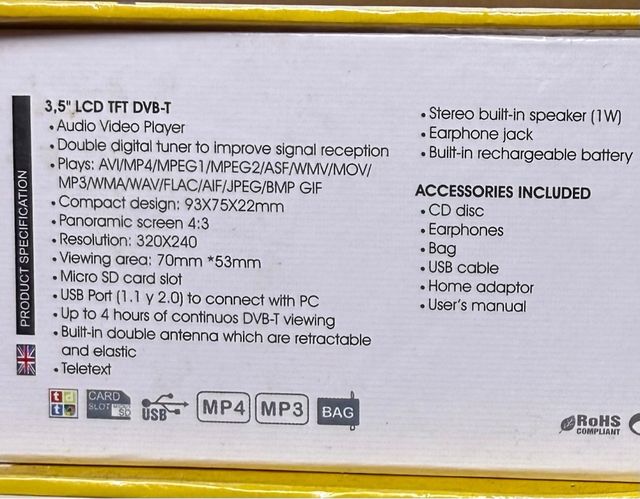 PRODUCT SPECIFICATION
3,5" LCD TFT DVB-T
• Audio Video Player
• Double digital tuner to improve signal reception
• Plays: AVI/MP4/MPEG1/MPEG2/ASF/WMV/MOV/
MP3/WMA/WAV/FLAC/AIF/JPEG/BMP GIF
• Compact design: 93X75X22mm
• Panoramic screen 4:3
• Resolution: 320X240
• Viewing area: 70mm *53mm
• Micro SD card slot
• USB Port (1.1 y 2.0) to connect with PC
• Up to 4 hours of continuos DVB-T viewing
• Built-in double antenna which are retractable
and elastic
• Teletext
• Stereo built-in speaker (1W)
• Earphone jack
• Built-in rechargeable battery
ACCESSORIES INCLUDED
• CD disc
• Earphones
• Bag
• USB cable
• Home adaptor
• User's manual
td
t
CARD
SLOT MICRO SD
USB
MP4
MP3
BAG
RoHS
COMPLIANT